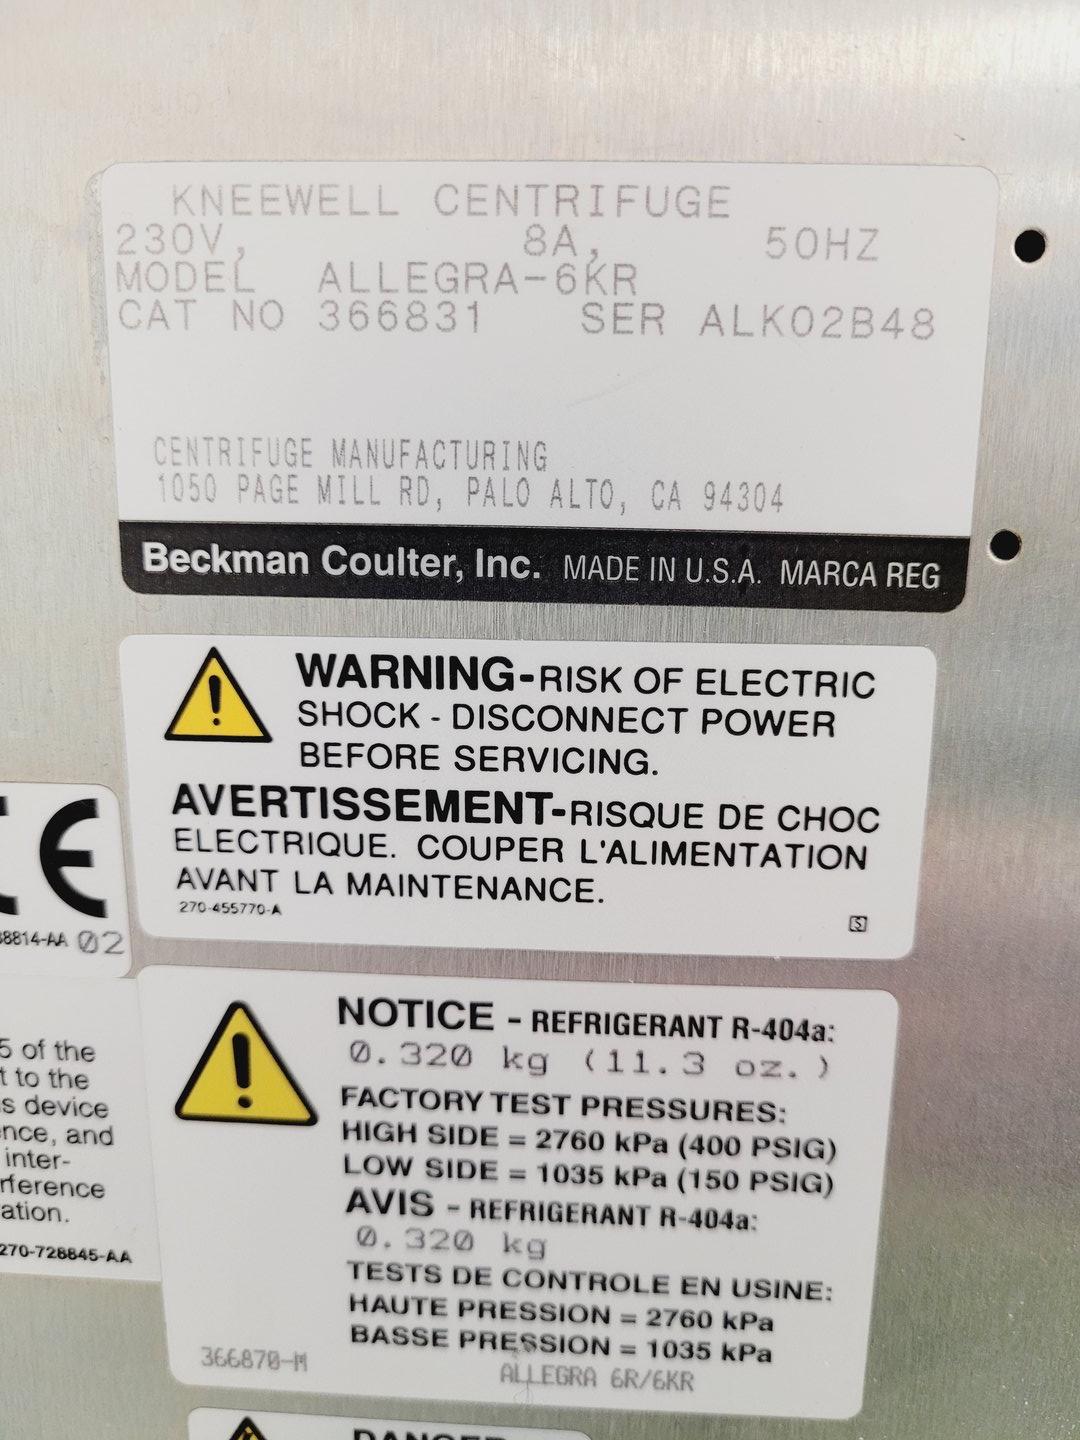 KNEEWELL CENTRIFUGE
230V, 8A, 50HZ
MODEL ALLEGRA-6KR
CAT NO 366831 SER ALK02B48
CENTRIFUGE MANUFACTURING
1050 PAGE MILL RD, PALO ALTO, CA 94304
Beckman Coulter, Inc. MADE IN U.S.A. MARCA REG
WARNING-RISK OF ELECTRIC
SHOCK - DISCONNECT POWER
BEFORE SERVICING.
AVERTISSEMENT-RISQUE DE CHOC
ELECTRIQUE. COUPER L'ALIMENTATION
AVANT LA MAINTENANCE.
270-455770-A
S
CE
8814-AA 02
5 of the
t to the
s device
nce, and
inter-
rference
ation.
270-728845-AA
NOTICE - REFRIGERANT R-404a:
0.320 kg (11.3 oz.)
FACTORY TEST PRESSURES:
HIGH SIDE = 2760 kPa (400 PSIG)
LOW SIDE = 1035 kPa (150 PSIG)
AVIS - REFRIGERANT R-404a:
0.320 kg
TESTS DE CONTROLE EN USINE:
HAUTE PRESSION = 2760 kPa
BASSE PRESSION = 1035 kPa
366870-M ALLEGRA 6R/6KR
DANGER